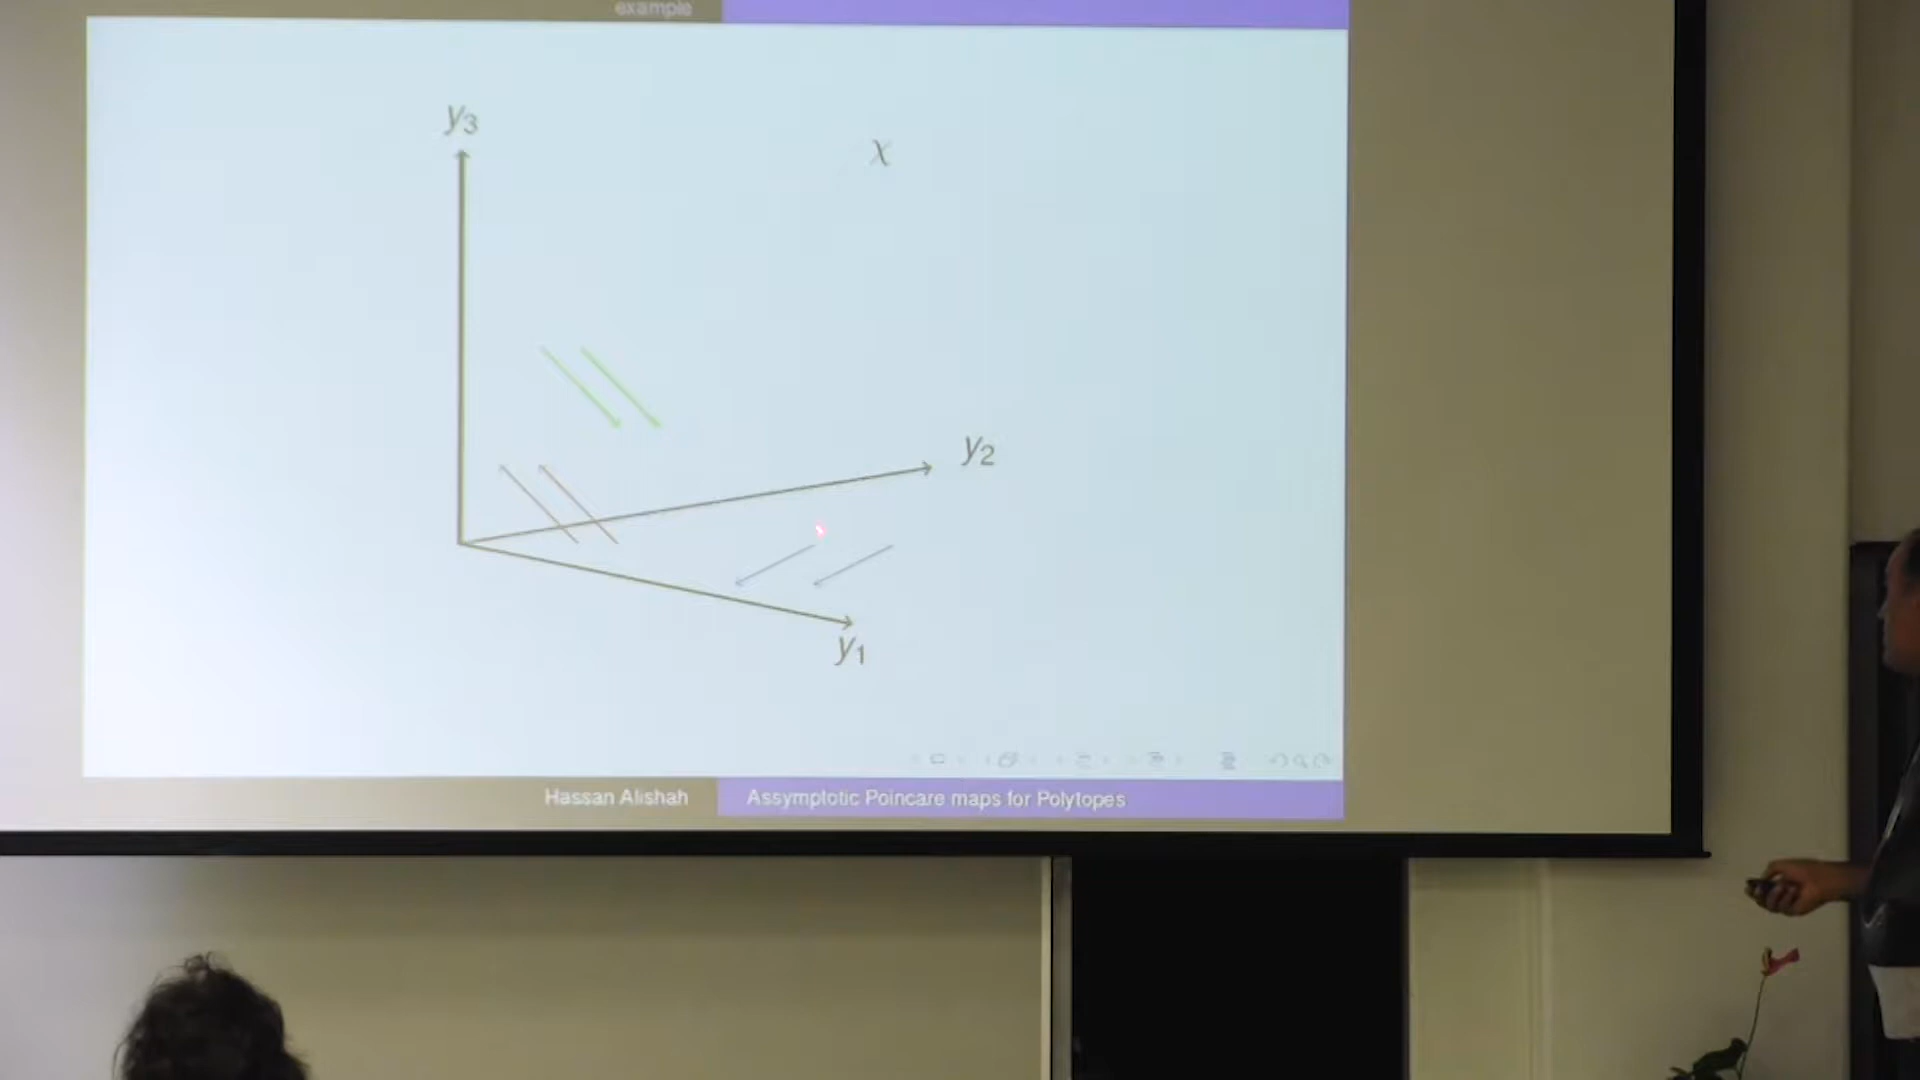 example
y3
χ
y2
y1
Hassan Alishah Assymptotic Poincare maps for Polytopes